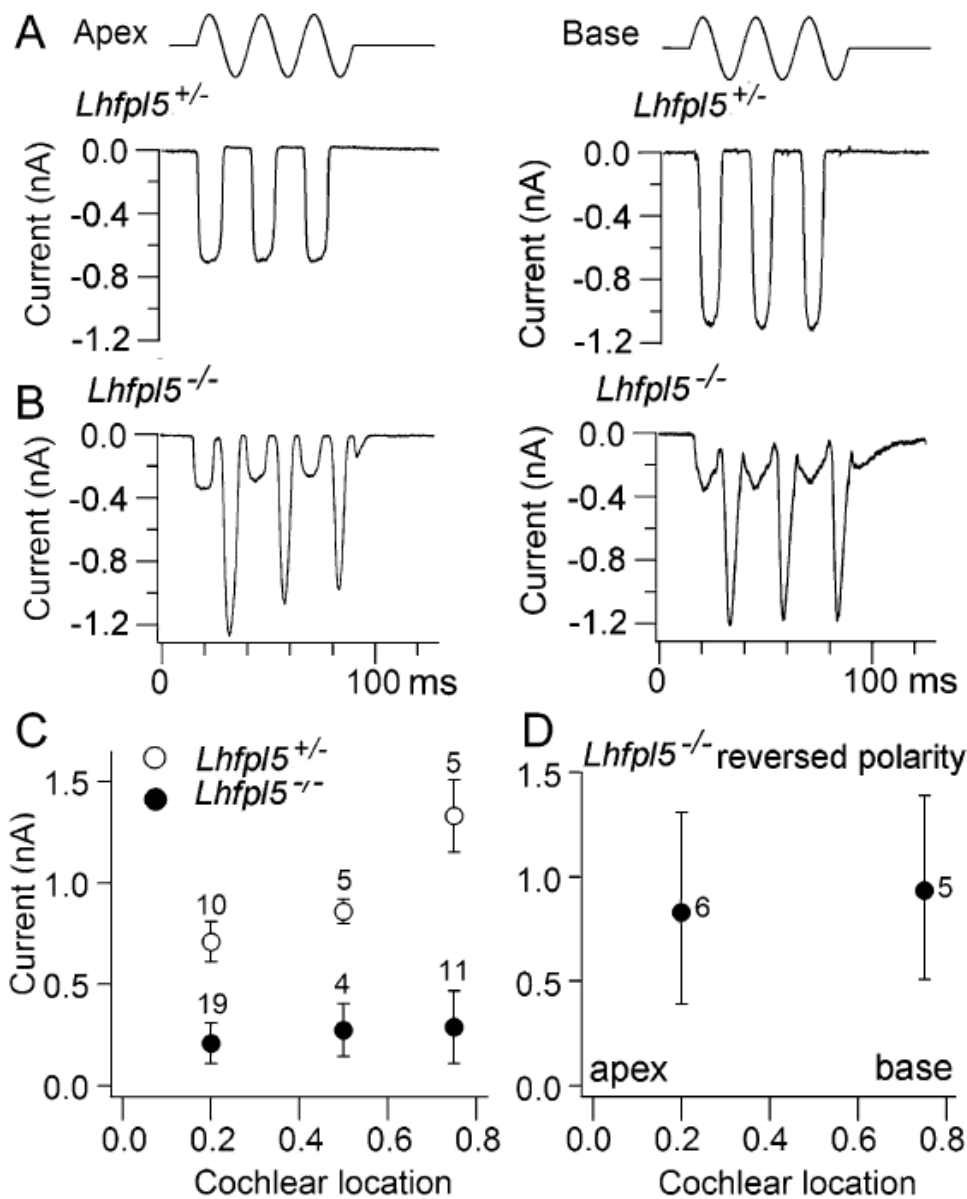 A Apex Base
Lhfpl5+/- Lhfpl5+/-
Current (nA) 0.0 -0.4 -0.8 -1.2
Current (nA) 0.0 -0.4 -0.8 -1.2
B Lhfpl5-/- Lhfpl5-/-
Current (nA) 0.0 -0.4 -0.8 -1.2
0 100 ms
Current (nA) 0.0 -0.4 -0.8 -1.2
0 100 ms
C Lhfpl5+/-
Lhfpl5-/-
Current (nA) 1.5 1.0 0.5 0.0
10 5 5
19 4 11
0.0 0.2 0.4 0.6 0.8
Cochlear location
D Lhfpl5-/- reversed polarity
1.5 1.0 0.5 0.0
6 5
apex base
0.0 0.2 0.4 0.6 0.8
Cochlear location